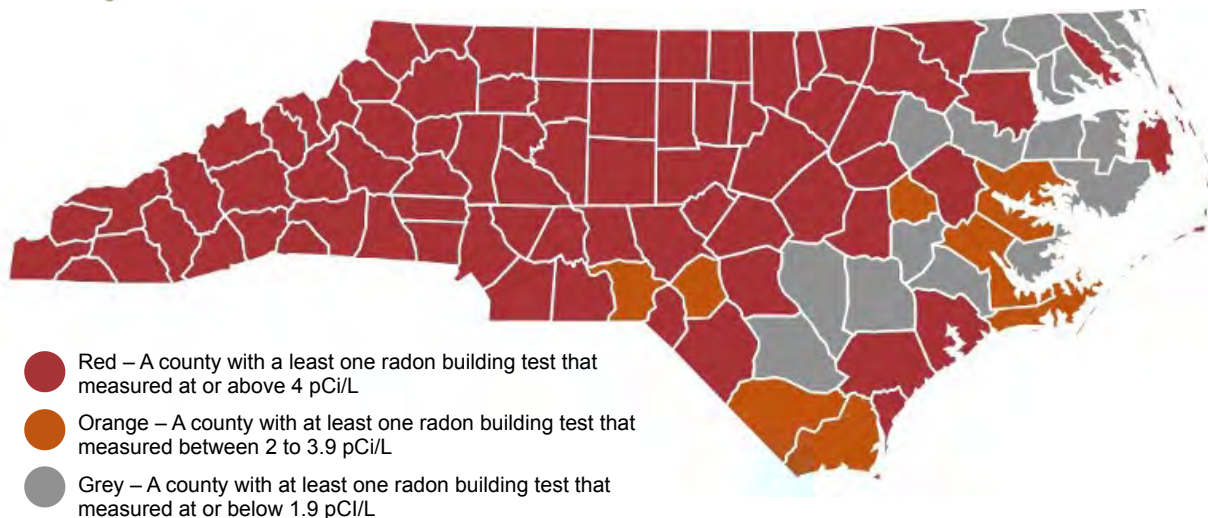 Red – A county with a least one radon building test that
measured at or above 4 pCi/L
Orange – A county with at least one radon building test that
measured between 2 to 3.9 pCi/L
Grey – A county with at least one radon building test that
measured at or below 1.9 pCI/L